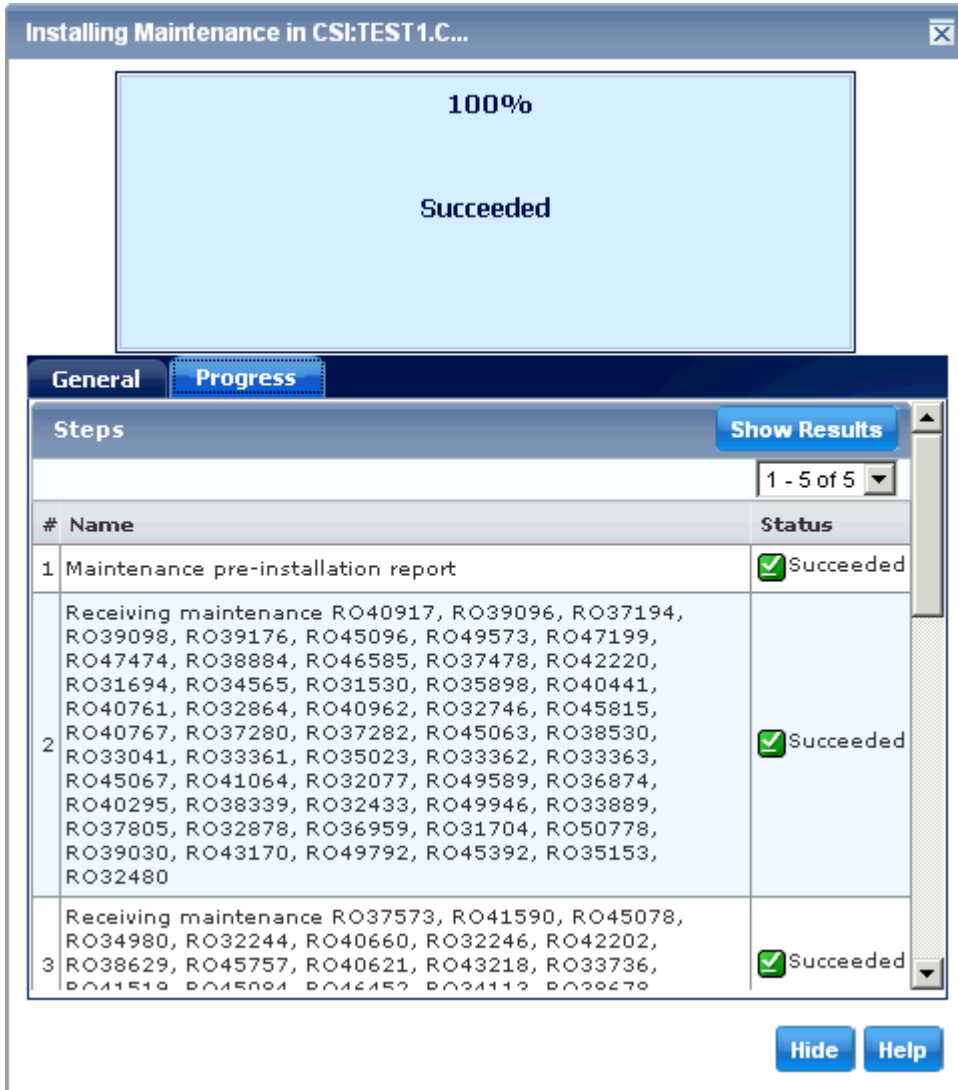 Installing Maintenance in CSI:TEST1.C...
100%
Succeeded
General Progress
Steps Show Results
1 - 5 of 5
# Name Status
1 Maintenance pre-installation report Succeeded
Receiving maintenance RO40917, RO39096, RO37194,
RO39098, RO39176, RO45096, RO49573, RO47199,
RO47474, RO38884, RO46585, RO37478, RO42220,
RO31694, RO34565, RO31530, RO35898, RO40441,
RO40761, RO32864, RO40962, RO32746, RO45815,
2 RO40767, RO37280, RO37282, RO45063, RO38530, Succeeded
RO33041, RO33361, RO35023, RO33362, RO33363,
RO45067, RO41064, RO32077, RO49589, RO36874,
RO40295, RO38339, RO32433, RO49946, RO33889,
RO37805, RO32878, RO36959, RO31704, RO50778,
RO39030, RO43170, RO49792, RO45392, RO35153,
RO32480
Receiving maintenance RO37573, RO41590, RO45078,
RO34980, RO32244, RO40660, RO32246, RO42202,
3 RO38629, RO45757, RO40621, RO43218, RO33736, Succeeded
Hide Help